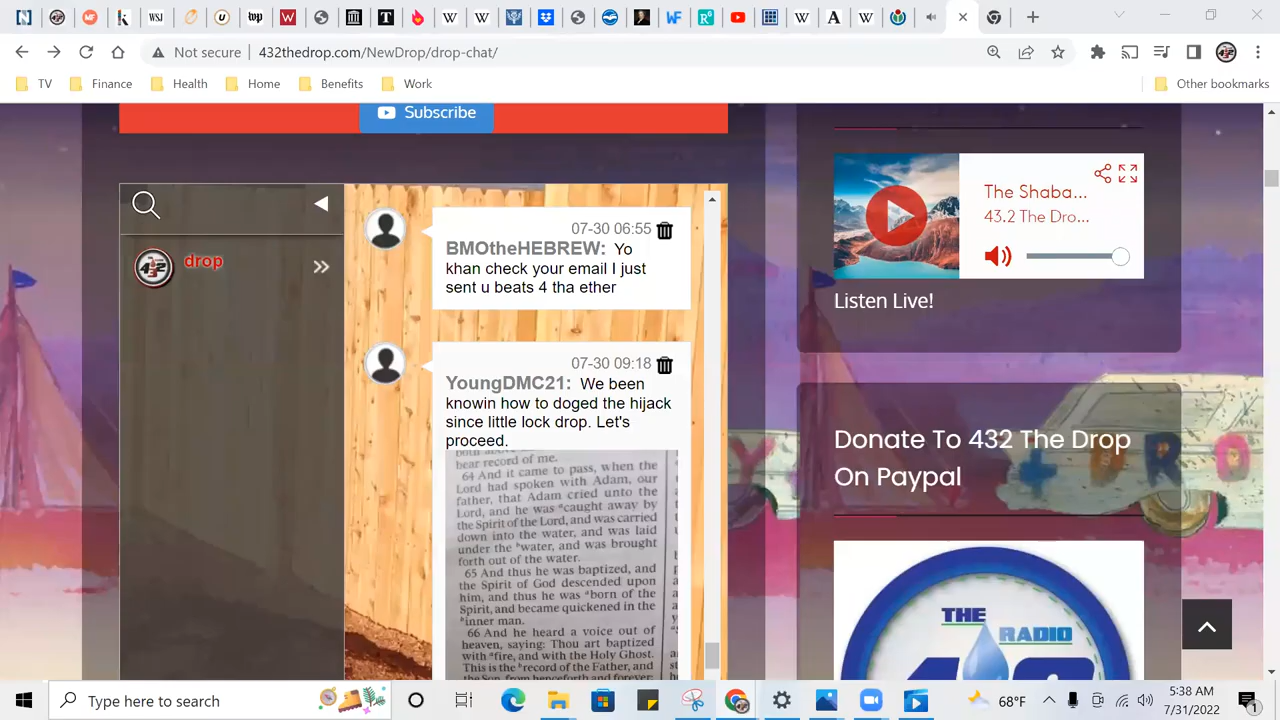 Not secure
432thedrop.com/NewDrop/drop-chat/
TV
Finance
Health
Home
Benefits
Work
Other bookmarks
Subscribe
drop
07-30 06:55
BMOtheHEBREW: Yo
khan check your email I just
sent u beats 4 tha ether
07-30 09:18
YoungDMC21: We been
knowin how to doged the hijack
since little lock drop. Let's
proceed.
bear record of me.
64 And it came to pass, when the
Lord had spoken with Adam, our
father, that Adam cried unto the
Lord, and he was caught away by
the Spirit of the Lord, and was carried
down into the water, and was laid
under the water, and was brought
forth out of the water.
65 And thus he was baptized, and
the Spirit of God descended upon
him, and thus he was born of the
Spirit, and became quickened in the
inner man.
66 And he heard a voice out of
heaven, saying: Thou art baptized
with fire, and with the Holy Ghost.
This is the record of the Father, and
the Son, from henceforth and forever;
The Shaba...
43.2 The Dro...
Listen Live!
Donate To 432 The Drop
On Paypal
THE
RADIO
Type here to search
68°F
5:38 AM
7/31/2022